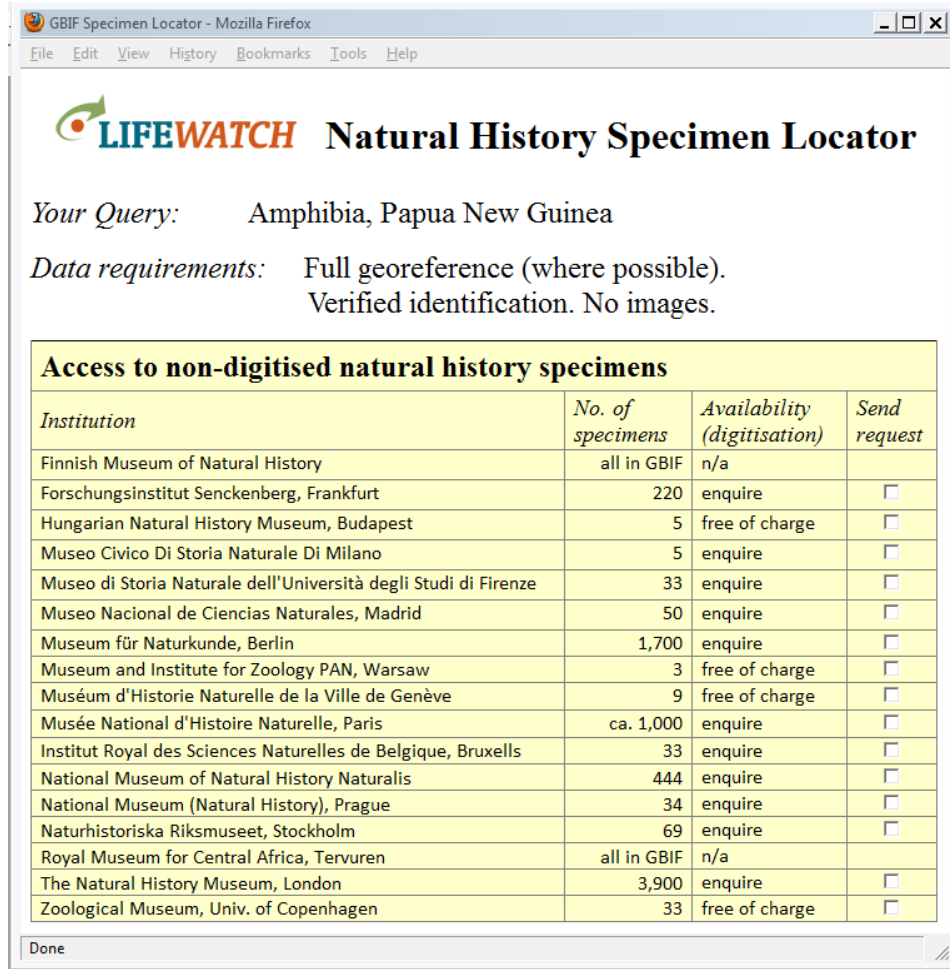 GBIF Specimen Locator - Mozilla Firefox
File Edit View History Bookmarks Tools Help
LIFEWATCH Natural History Specimen Locator
Your Query: Amphibia, Papua New Guinea
Data requirements: Full georeference (where possible).
Verified identification. No images.
Access to non-digitised natural history specimens
Institution No. of specimens Availability (digitisation) Send request
Finnish Museum of Natural History all in GBIF n/a
Forschungsinstitut Senckenberg, Frankfurt 220 enquire
Hungarian Natural History Museum, Budapest 5 free of charge
Museo Civico Di Storia Naturale Di Milano 5 enquire
Museo di Storia Naturale dell'Università degli Studi di Firenze 33 enquire
Museo Nacional de Ciencias Naturales, Madrid 50 enquire
Museum für Naturkunde, Berlin 1,700 enquire
Museum and Institute for Zoology PAN, Warsaw 3 free of charge
Muséum d'Historie Naturelle de la Ville de Genève 9 free of charge
Musée National d'Histoire Naturelle, Paris ca. 1,000 enquire
Institut Royal des Sciences Naturelles de Belgique, Bruxells 33 enquire
National Museum of Natural History Naturalis 444 enquire
National Museum (Natural History), Prague 34 enquire
Naturhistoriska Riksmuseet, Stockholm 69 enquire
Royal Museum for Central Africa, Tervuren all in GBIF n/a
The Natural History Museum, London 3,900 enquire
Zoological Museum, Univ. of Copenhagen 33 free of charge
Done